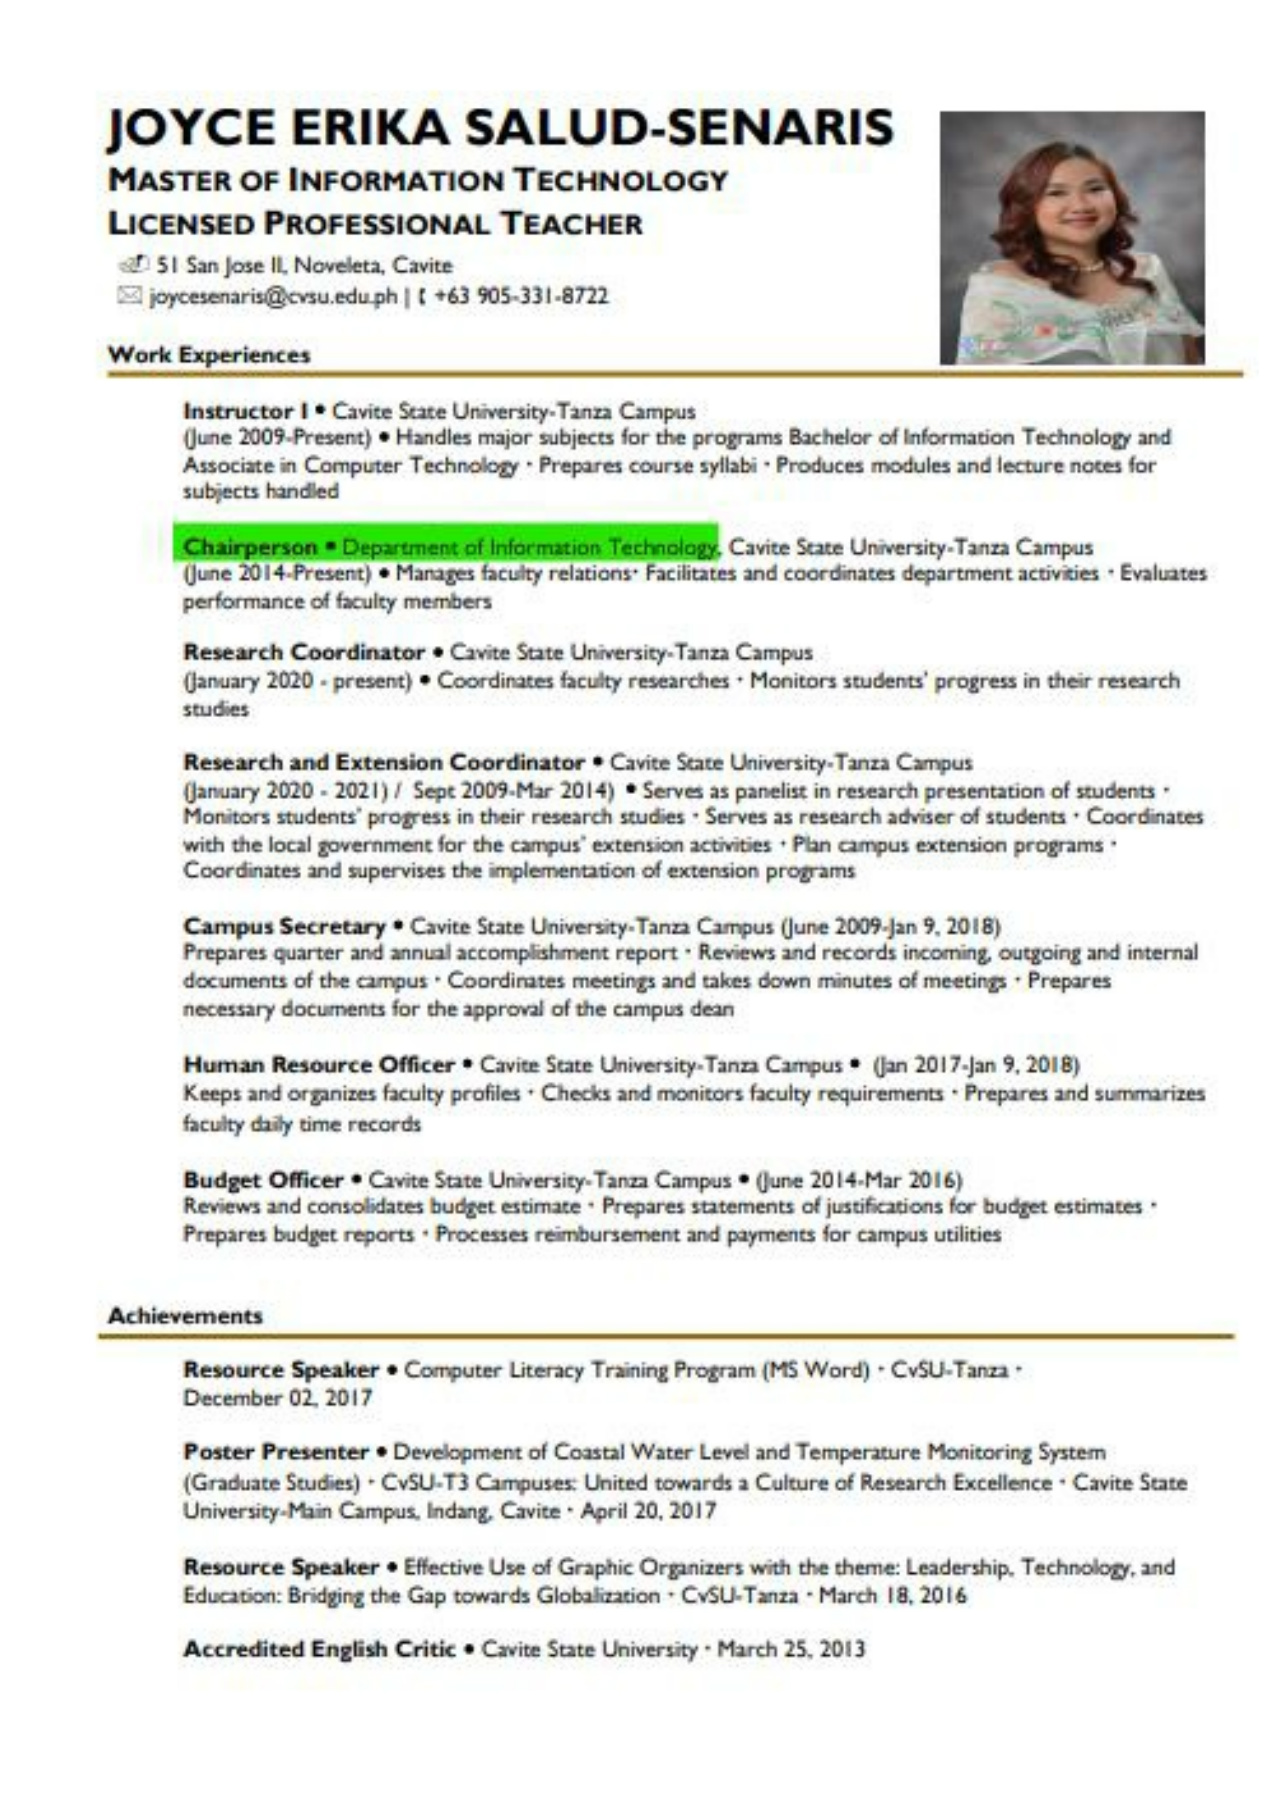 JOYCE ERIKA SALUD-SENARIS
MASTER OF INFORMATION TECHNOLOGY
LICENSED PROFESSIONAL TEACHER
51 San Jose II, Noveleta, Cavite
joycesenaris@cvsu.edu.ph | +63 905-331-8722
Work Experiences
Instructor I • Cavite State University-Tanza Campus
(June 2009-Present) • Handles major subjects for the programs Bachelor of Information Technology and
Associate in Computer Technology · Prepares course syllabi · Produces modules and lecture notes for
subjects handled
Chairperson • Department of Information Technology, Cavite State University-Tanza Campus
(June 2014-Present) • Manages faculty relations· Facilitates and coordinates department activities · Evaluates
performance of faculty members
Research Coordinator • Cavite State University-Tanza Campus
(January 2020 - present) • Coordinates faculty researches · Monitors students' progress in their research
studies
Research and Extension Coordinator • Cavite State University-Tanza Campus
(January 2020 - 2021) / Sept 2009-Mar 2014) • Serves as panelist in research presentation of students ·
Monitors students' progress in their research studies · Serves as research adviser of students · Coordinates
with the local government for the campus' extension activities · Plan campus extension programs ·
Coordinates and supervises the implementation of extension programs
Campus Secretary • Cavite State University-Tanza Campus (June 2009-Jan 9, 2018)
Prepares quarter and annual accomplishment report · Reviews and records incoming, outgoing and internal
documents of the campus · Coordinates meetings and takes down minutes of meetings · Prepares
necessary documents for the approval of the campus dean
Human Resource Officer • Cavite State University-Tanza Campus • (Jan 2017-Jan 9, 2018)
Keeps and organizes faculty profiles · Checks and monitors faculty requirements · Prepares and summarizes
faculty daily time records
Budget Officer • Cavite State University-Tanza Campus • (June 2014-Mar 2016)
Reviews and consolidates budget estimate · Prepares statements of justifications for budget estimates ·
Prepares budget reports · Processes reimbursement and payments for campus utilities
Achievements
Resource Speaker • Computer Literacy Training Program (MS Word) · CvSU-Tanza ·
December 02, 2017
Poster Presenter • Development of Coastal Water Level and Temperature Monitoring System
(Graduate Studies) · CvSU-T3 Campuses: United towards a Culture of Research Excellence · Cavite State
University-Main Campus, Indang, Cavite · April 20, 2017
Resource Speaker • Effective Use of Graphic Organizers with the theme: Leadership, Technology, and
Education: Bridging the Gap towards Globalization · CvSU-Tanza · March 18, 2016
Accredited English Critic • Cavite State University · March 25, 2013